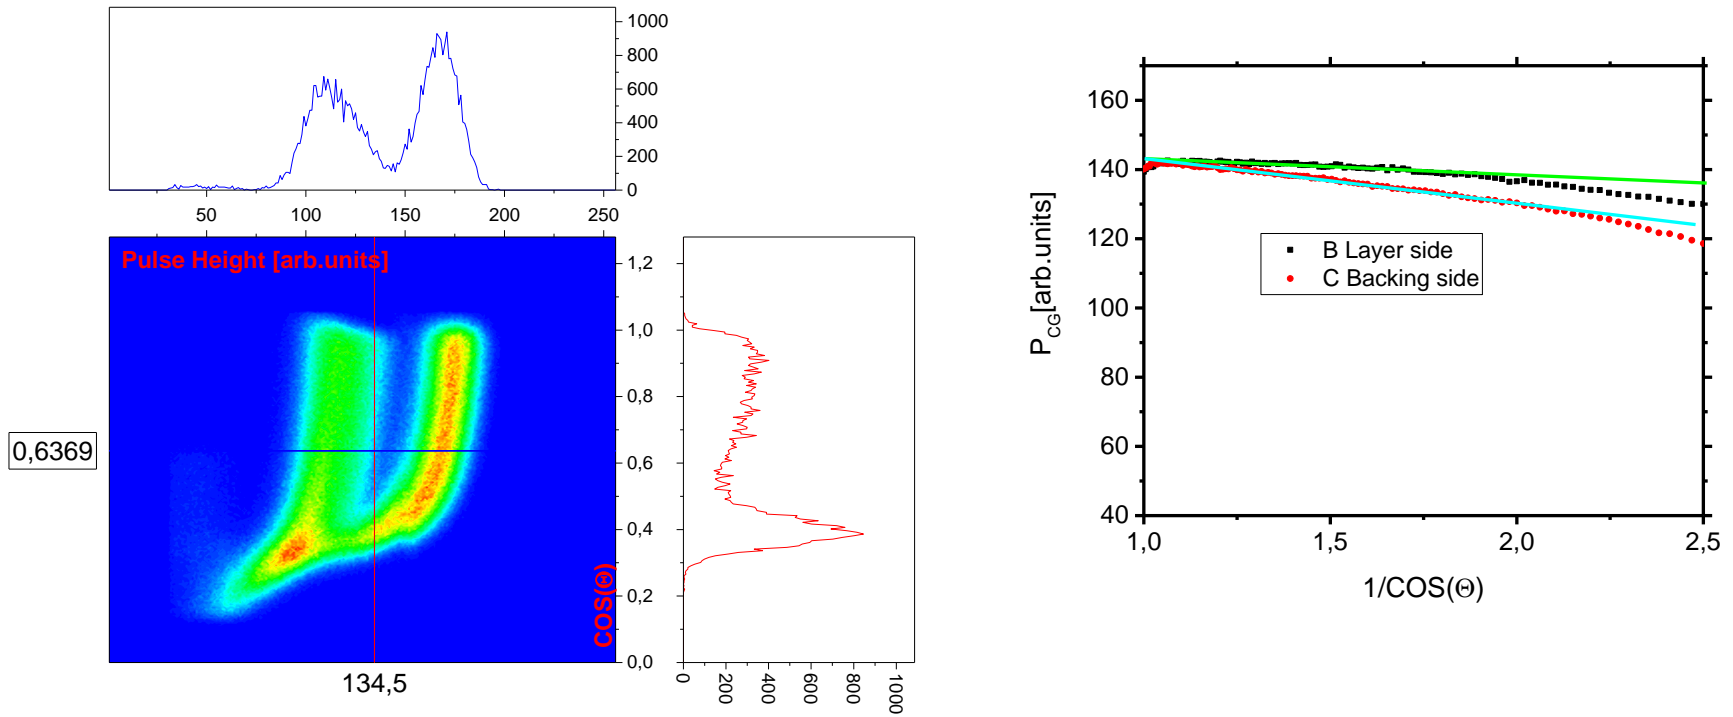 1000
800
600
400
200
0
50 100 150 200 250
Pulse Height [arb.units]
1,2
1,0
0,8
0,6
0,4
0,2
0,0
COS(Θ)
0,6369
134,5
0 200 400 600 800 1000
160
140
120
100
80
60
40
P_CG[arb.units]
B Layer side
C Backing side
1,0 1,5 2,0 2,5
1/COS(Θ)